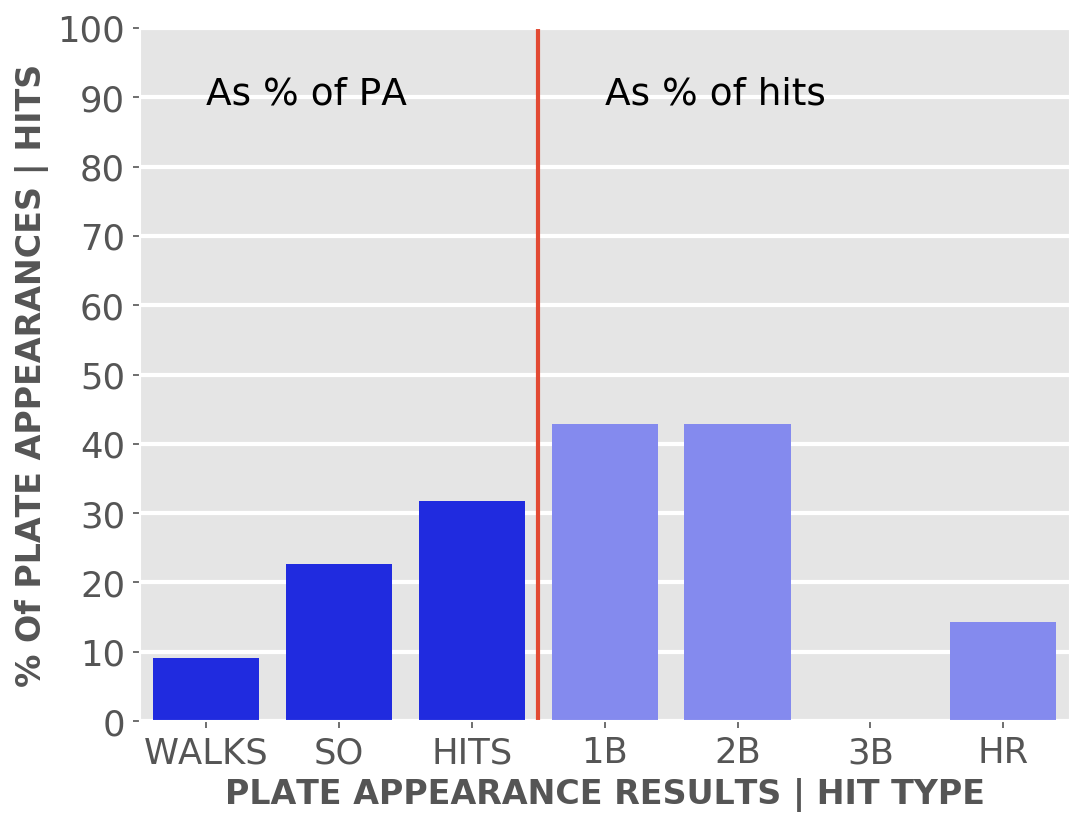 100
90
80
70
60
50
40
30
20
10
0
% Of PLATE APPEARANCES | HITS
As % of PA
As % of hits
WALKS SO HITS 1B 2B 3B HR
PLATE APPEARANCE RESULTS | HIT TYPE